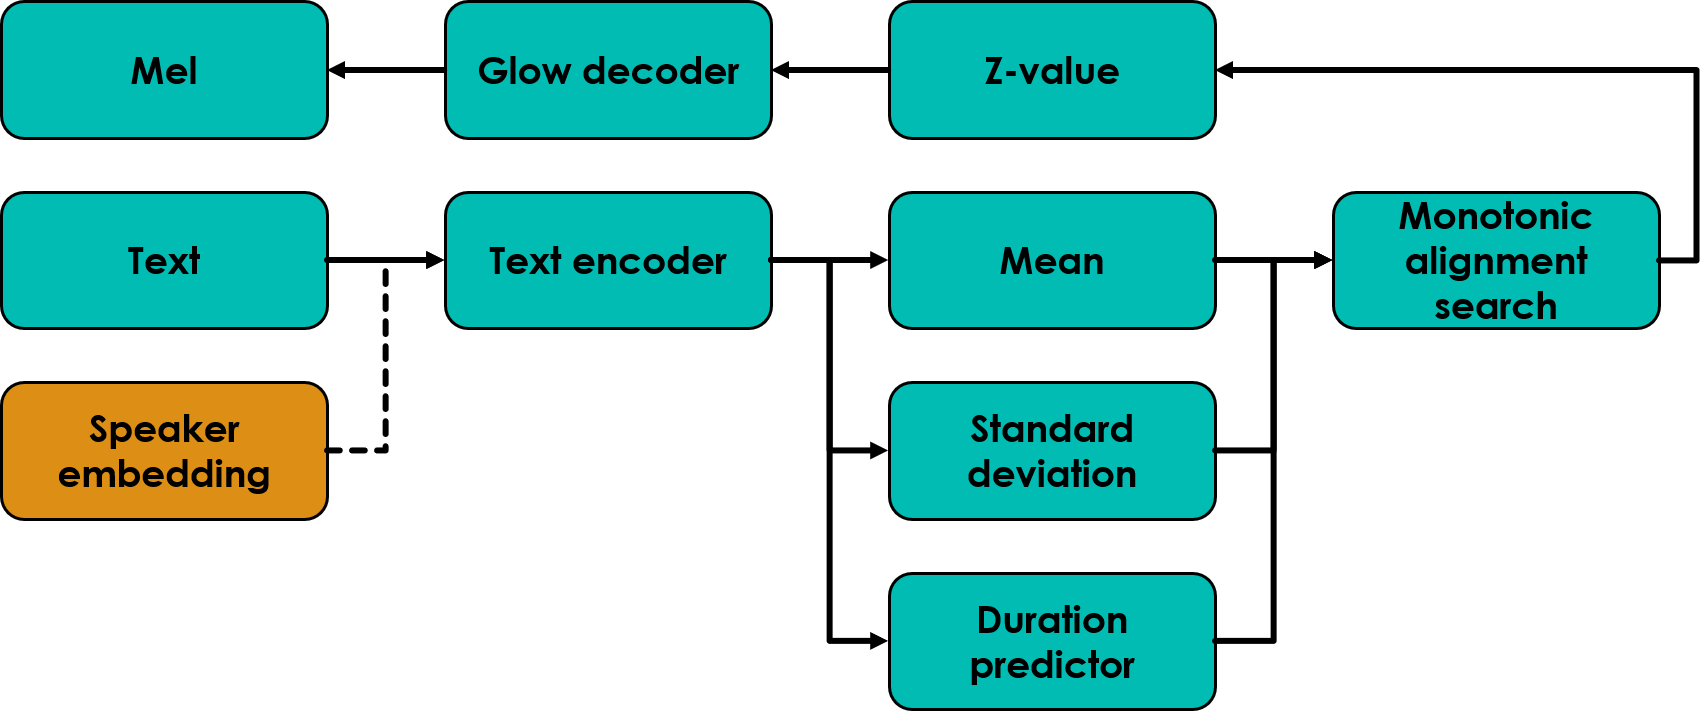 Mel
Glow decoder
Z-value
Text
Text encoder
Mean
Monotonic
alignment
search
Speaker
embedding
Standard
deviation
Duration
predictor